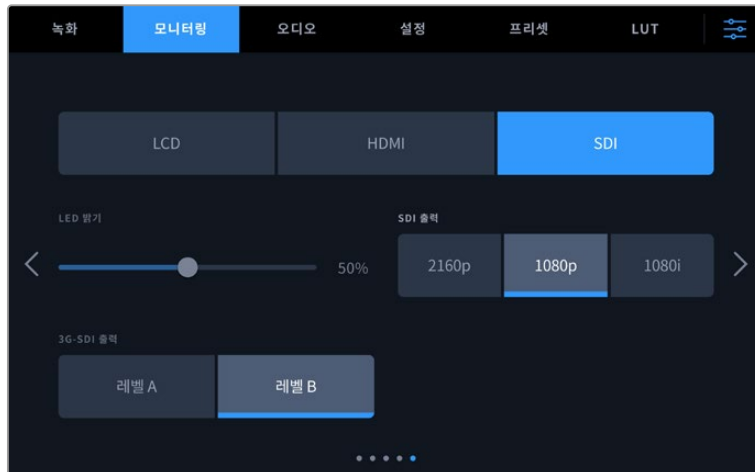 녹화 모니터링 오디오 설정 프리셋 LUT
LCD HDMI SDI
LED 밝기 SDI 출력
50% 2160p 1080p 1080i
3G-SDI 출력
레벨 A 레벨 B